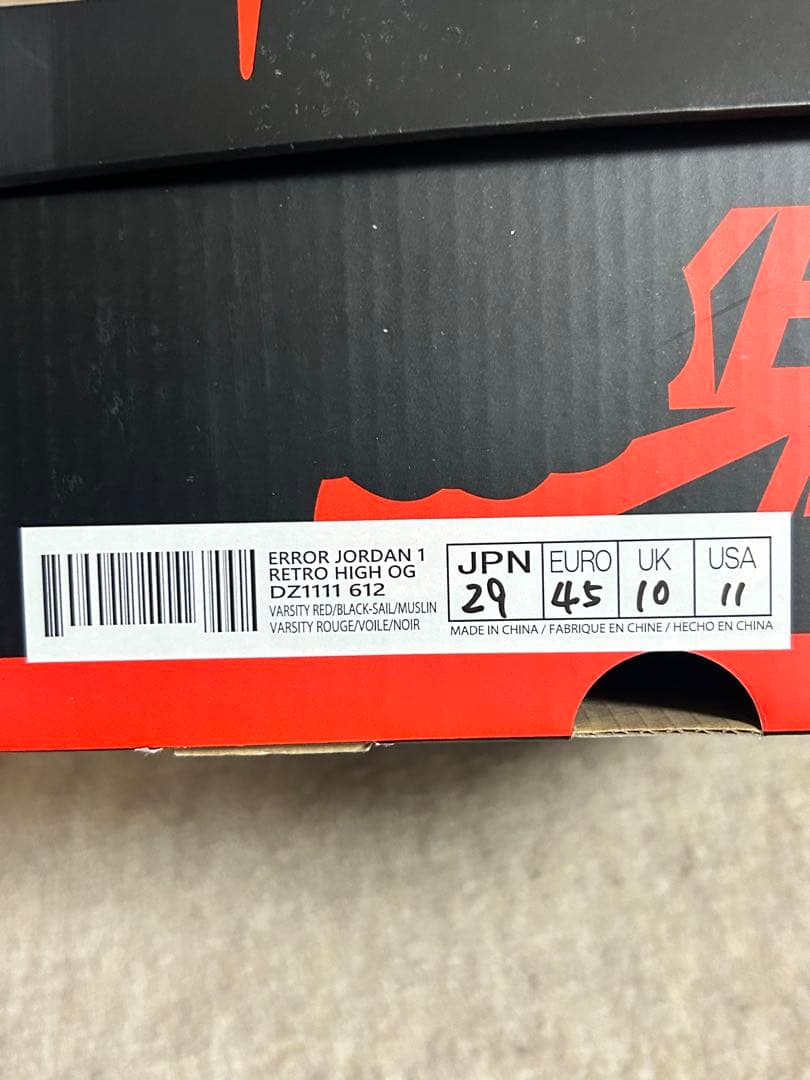 ERROR JORDAN 1
RETRO HIGH OG
DZ1111 612
VARSITY RED/BLACK-SAIL/MUSLIN
VARSITY ROUGE/VOILE/NOIR
JPN EURO UK USA
29 45 10 11
MADE IN CHINA / FABRIQUE EN CHINE / HECHO EN CHINA